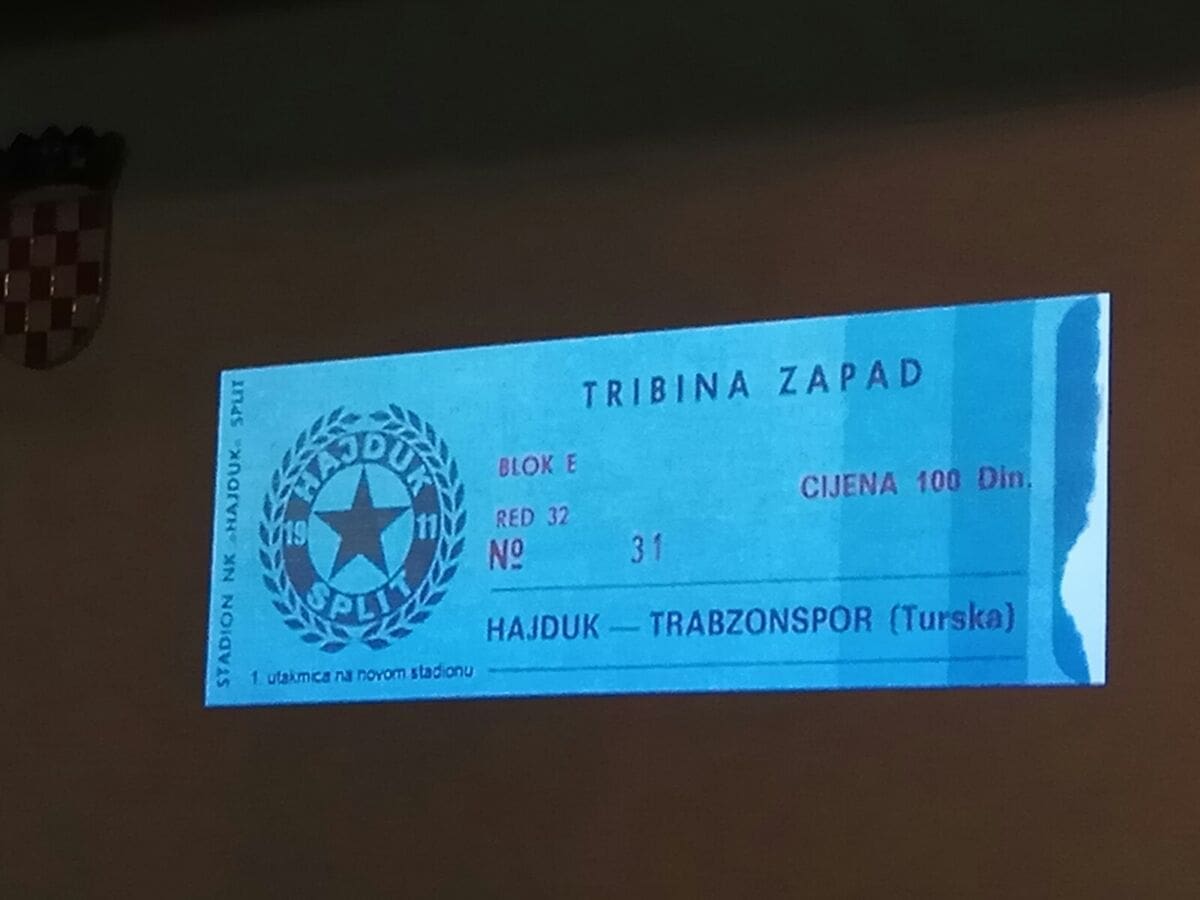 STADION NK »HAJDUK« SPLIT
TRIBINA ZAPAD
HAJDUK
19 11
SPLIT
BLOK E
CIJENA 100 Din.
RED 32
Nº 31
HAJDUK — TRABZONSPOR (Turska)
1. utakmica na novom stadionu